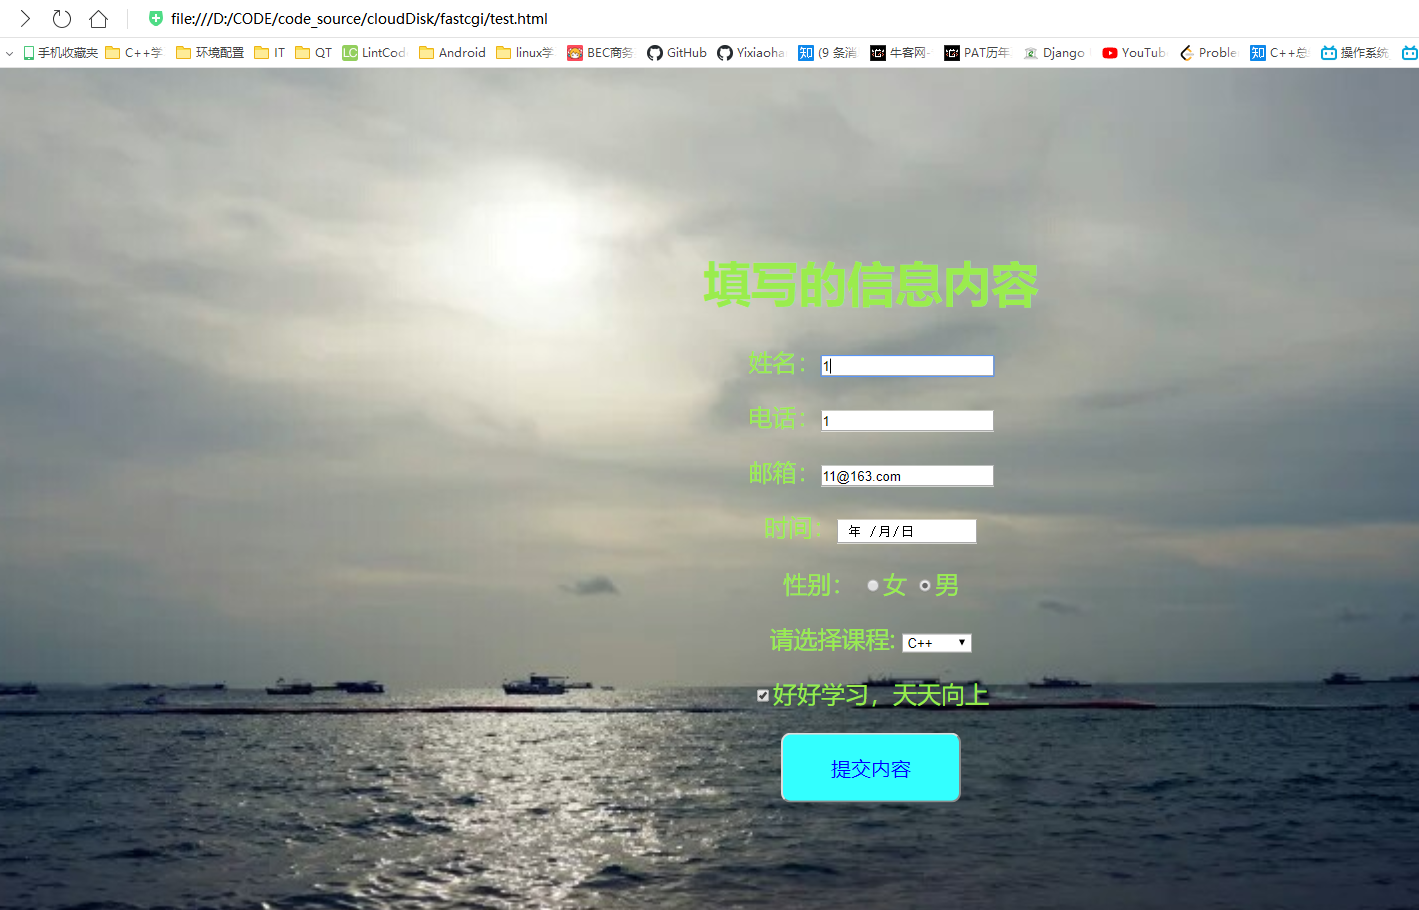 file:///D:/CODE/code_source/cloudDisk/fastcgi/test.html
手机收藏夹 C++学 环境配置 IT QT LC LintCod Android linux学 BEC商务 GitHub Yixiaoha 知 (9 条消 牛客网- PAT历年 Django YouTub Proble 知 C++总 操作系统
填写的信息内容
姓名： 1
电话： 1
邮箱： 11@163.com
时间： 年 /月/日
性别： 女 男
请选择课程: C++
好好学习，天天向上
提交内容